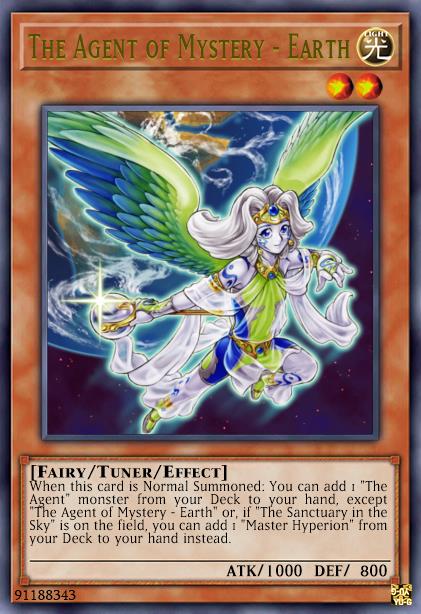 The Agent of Mystery - Earth
LIGHT
光
[Fairy/Tuner/Effect]
When this card is Normal Summoned: You can add 1 "The
Agent" monster from your Deck to your hand, except
"The Agent of Mystery - Earth" or, if "The Sanctuary in the
Sky" is on the field, you can add 1 "Master Hyperion" from
your Deck to your hand instead.
ATK/1000 DEF/ 800
91188343